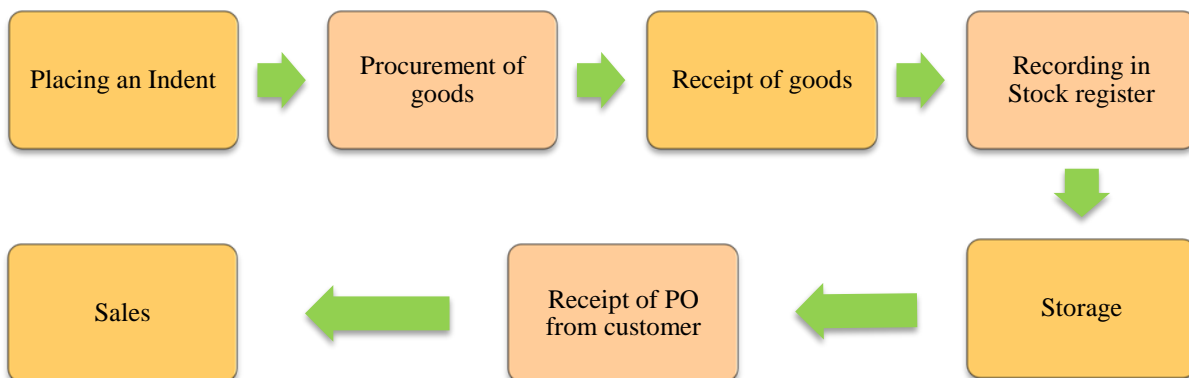 Placing an Indent
Procurement of
goods
Receipt of goods
Recording in
Stock register
Storage
Receipt of PO
from customer
Sales